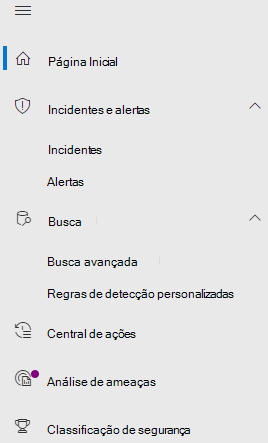 Página Inicial
Incidentes e alertas
Incidentes
Alertas
Busca
Busca avançada
Regras de detecção personalizadas
Central de ações
Análise de ameaças
Classificação de segurança